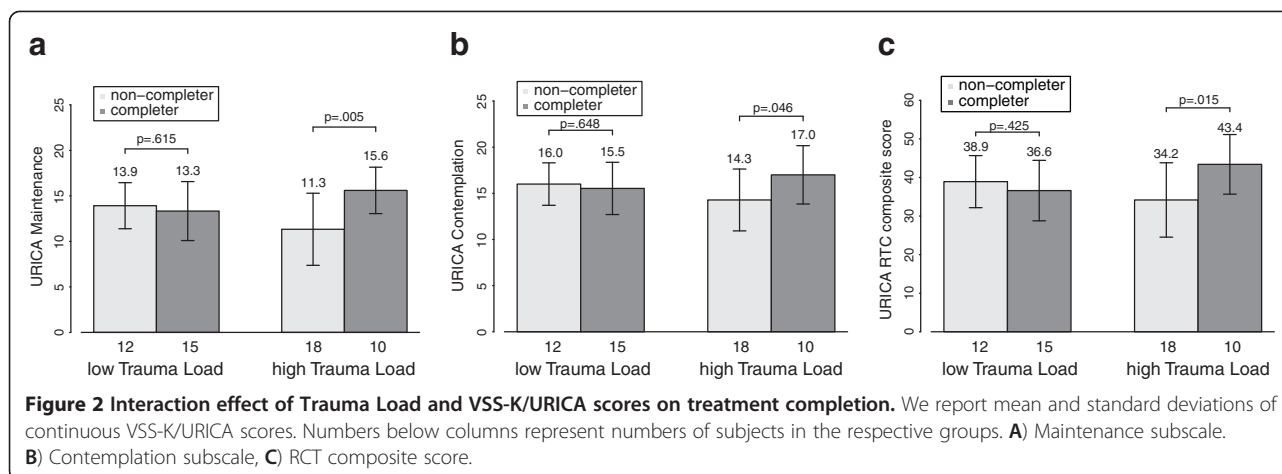 a
b
c
non−completer
completer
p=.615
p=.005
13.9
13.3
11.3
15.6
URICA Maintenance
0
5
10
15
20
25
12
15
18
10
low Trauma Load
high Trauma Load
non−completer
completer
p=.648
p=.046
16.0
15.5
14.3
17.0
URICA Contemplation
0
5
10
15
20
25
12
15
18
10
low Trauma Load
high Trauma Load
non−completer
completer
p=.425
p=.015
38.9
36.6
34.2
43.4
URICA RTC composite score
0
10
20
30
40
50
60
12
15
18
10
low Trauma Load
high Trauma Load
Figure 2 Interaction effect of Trauma Load and VSS-K/URICA scores on treatment completion. We report mean and standard deviations of
continuous VSS-K/URICA scores. Numbers below columns represent numbers of subjects in the respective groups. A) Maintenance subscale.
B) Contemplation subscale, C) RCT composite score.